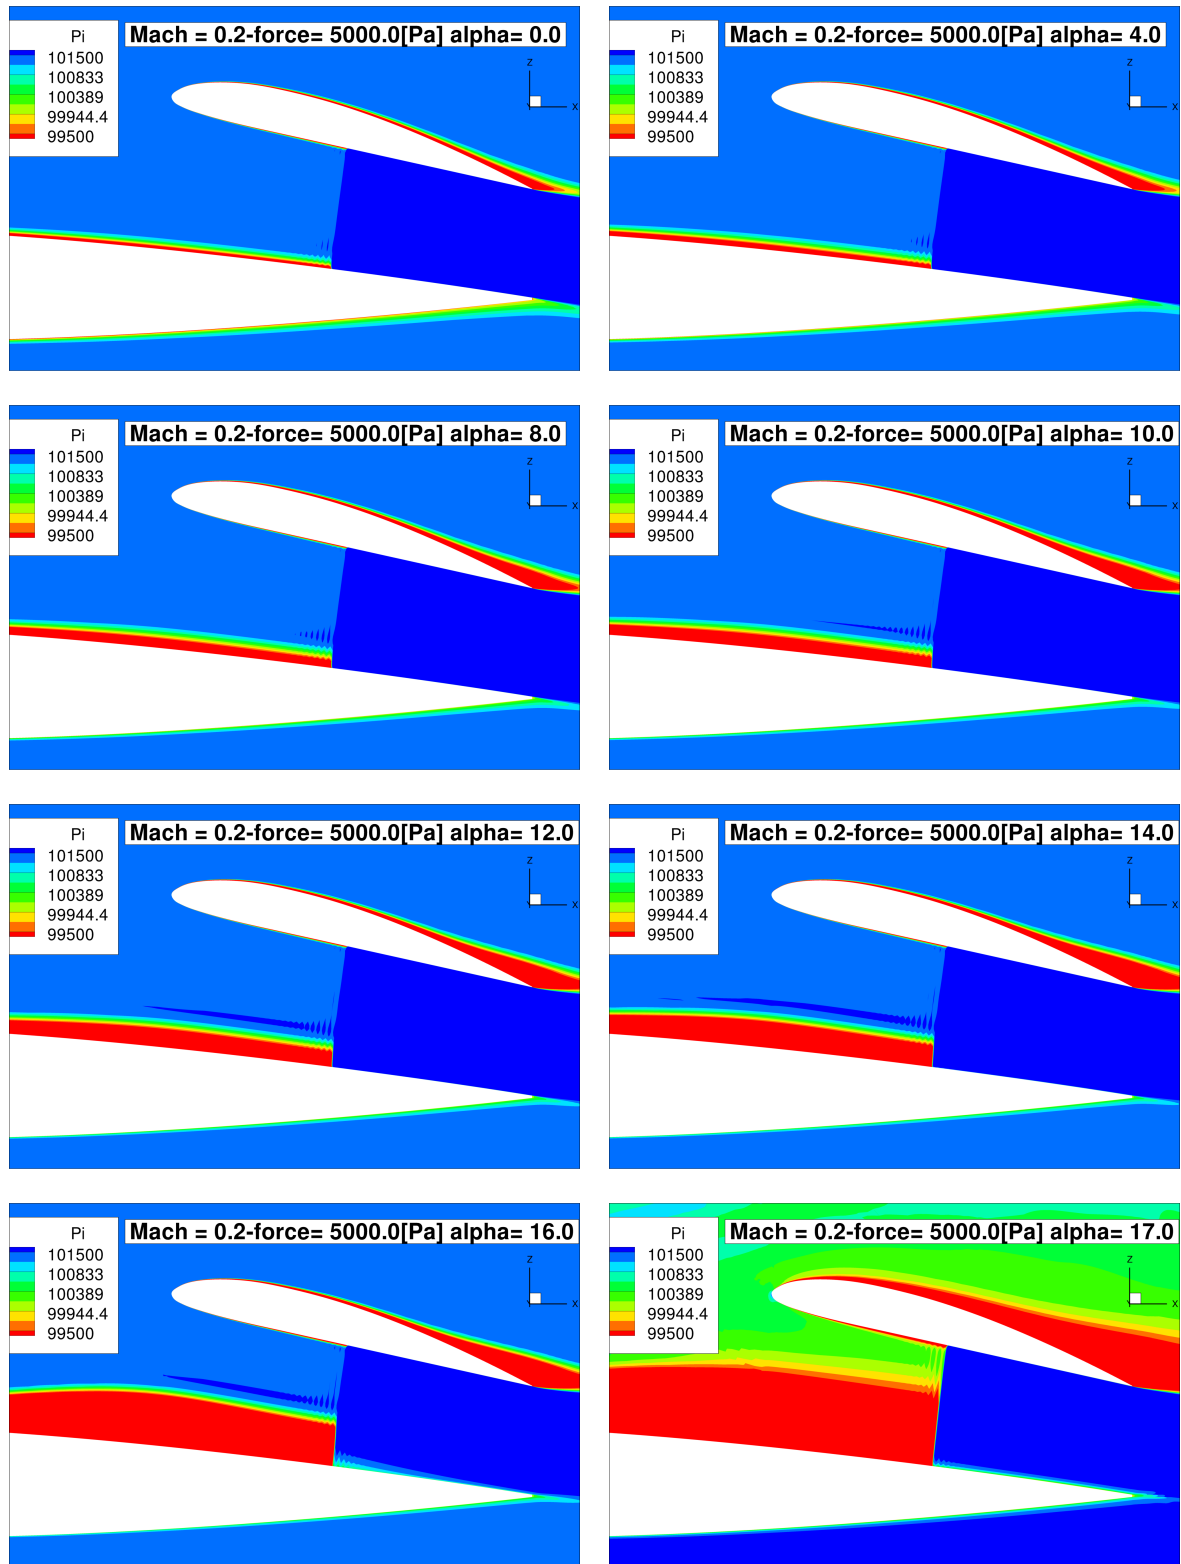 Mach = 0.2-force= 5000.0[Pa] alpha= 0.0
Pi
101500
100833
100389
99944.4
99500
Z
X
Mach = 0.2-force= 5000.0[Pa] alpha= 4.0
Pi
101500
100833
100389
99944.4
99500
Z
X
Mach = 0.2-force= 5000.0[Pa] alpha= 8.0
Pi
101500
100833
100389
99944.4
99500
Z
X
Mach = 0.2-force= 5000.0[Pa] alpha= 10.0
Pi
101500
100833
100389
99944.4
99500
Z
X
Mach = 0.2-force= 5000.0[Pa] alpha= 12.0
Pi
101500
100833
100389
99944.4
99500
Z
X
Mach = 0.2-force= 5000.0[Pa] alpha= 14.0
Pi
101500
100833
100389
99944.4
99500
Z
X
Mach = 0.2-force= 5000.0[Pa] alpha= 16.0
Pi
101500
100833
100389
99944.4
99500
Z
X
Mach = 0.2-force= 5000.0[Pa] alpha= 17.0
Pi
101500
100833
100389
99944.4
99500
Z
X